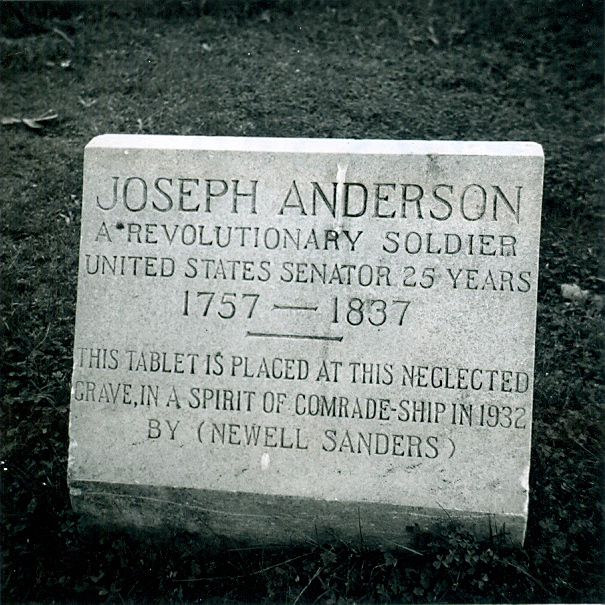 JOSEPH ANDERSON
A REVOLUTIONARY SOLDIER
UNITED STATES SENATOR 25 YEARS
1757 — 1837
THIS TABLET IS PLACED AT THIS NEGLECTED
GRAVE, IN A SPIRIT OF COMRADE-SHIP IN 1932
BY (NEWELL SANDERS)